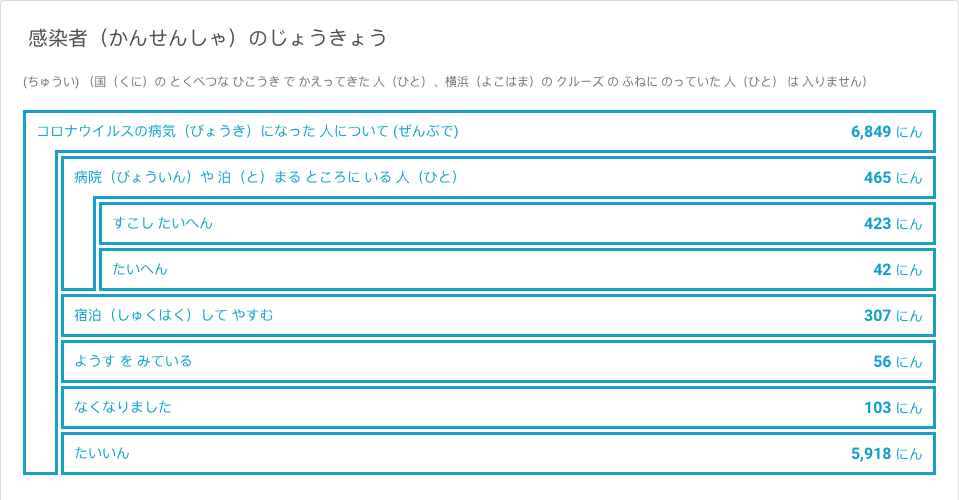 感染者（かんせんしゃ）のじょうきょう
(ちゅうい) （国（くに）の とくべつな ひこうき で かえってきた 人（ひと）、横浜（よこはま）の クルーズ の ふねに のっていた 人（ひと） は 入りません）
コロナウイルスの病気（びょうき）になった 人について (ぜんぶで) 6,849 にん
病院（びょういん）や 泊（と）まる ところに いる 人（ひと） 465 にん
すこし たいへん 423 にん
たいへん 42 にん
宿泊（しゅくはく）して やすむ 307 にん
ようす を みている 56 にん
なくなりました 103 にん
たいいん 5,918 にん